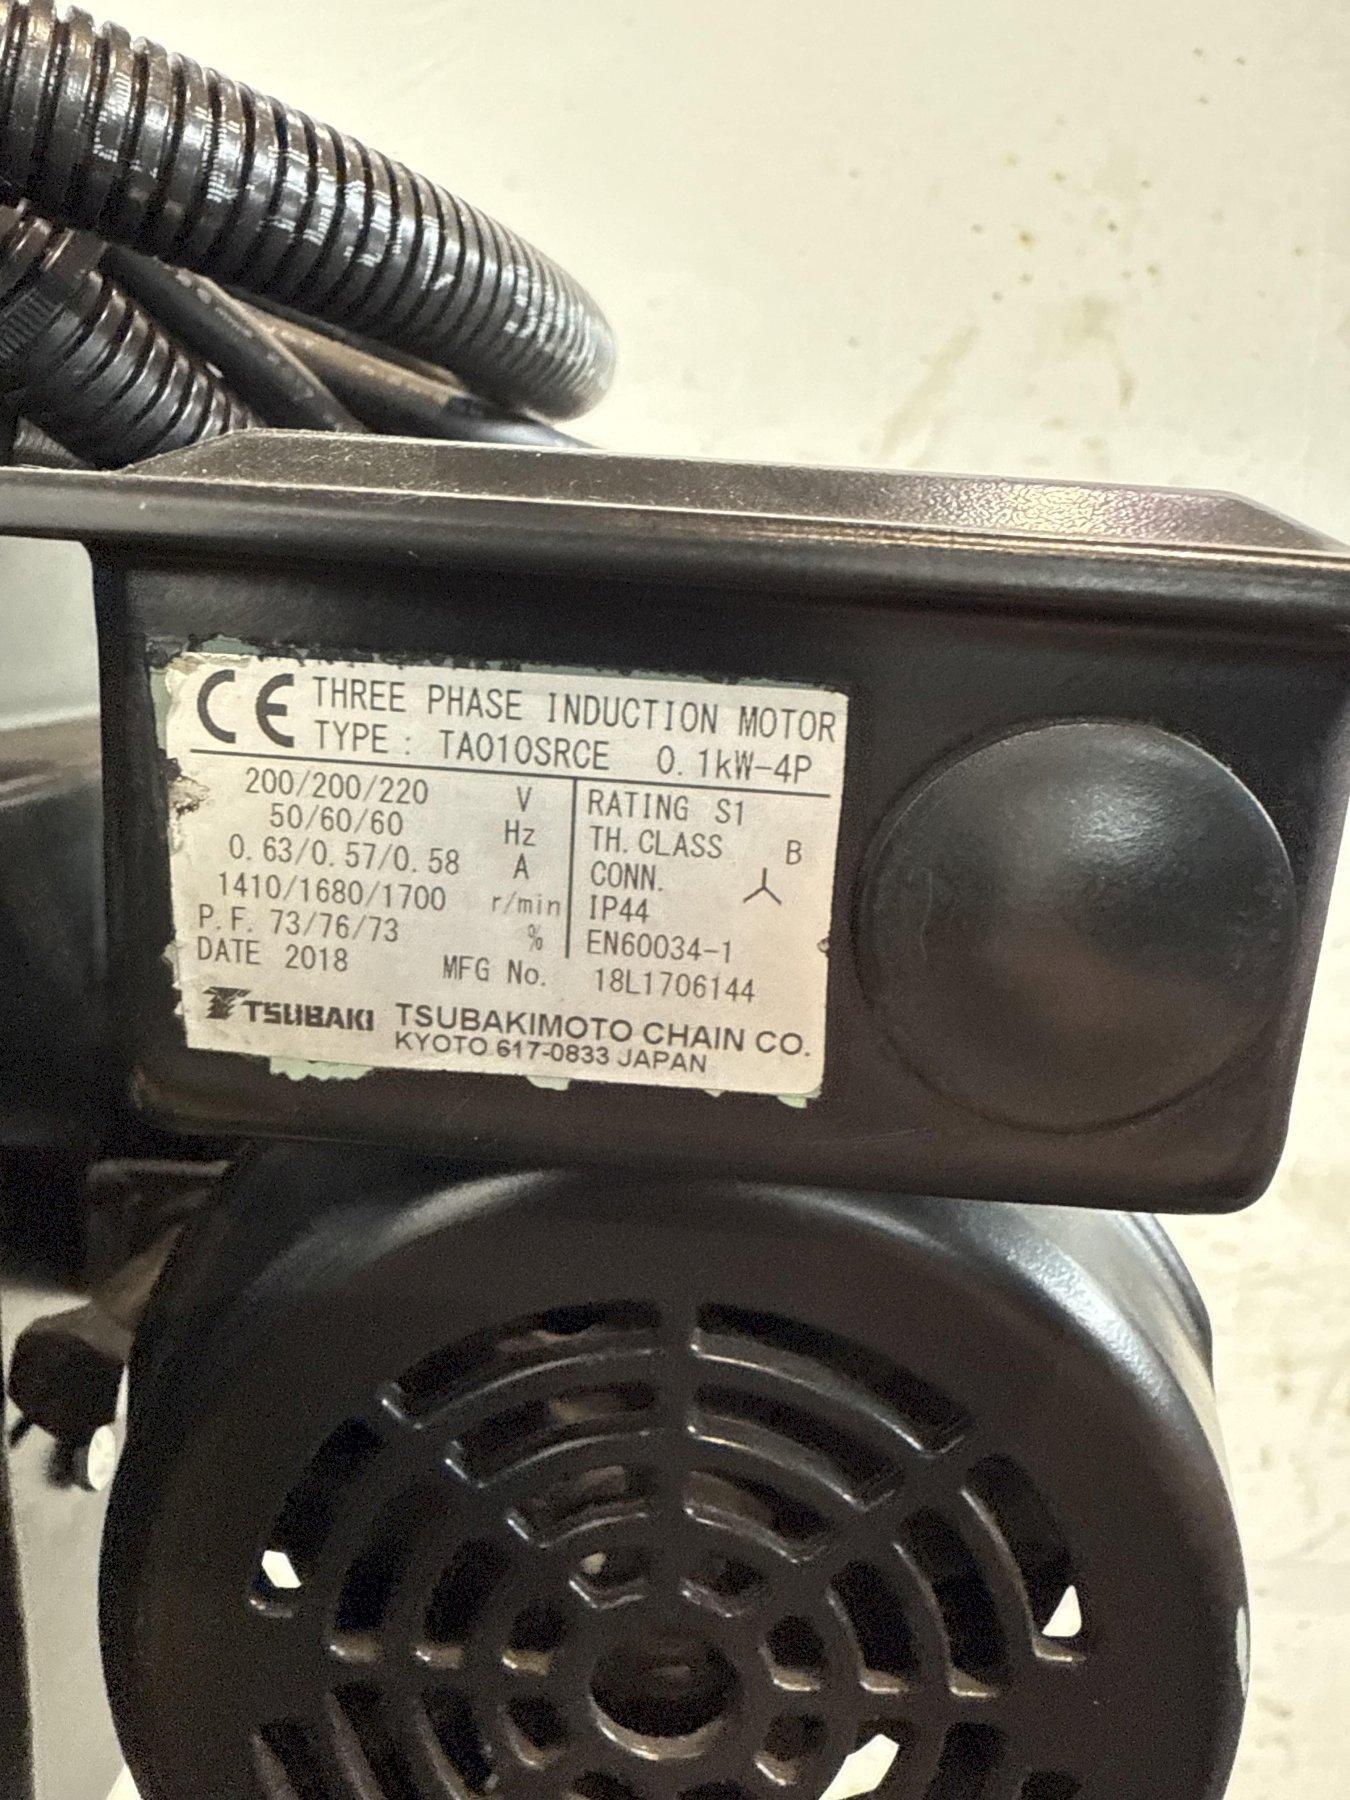 CE THREE PHASE INDUCTION MOTOR
TYPE : TA010SRCE 0.1kW-4P
200/200/220 V
50/60/60 Hz
0.63/0.57/0.58 A
1410/1680/1700 r/min
P.F. 73/76/73 %
RATING S1
TH.CLASS B
CONN.
IP44
EN60034-1
DATE 2018 MFG No. 18L1706144
TSUBAKI TSUBAKIMOTO CHAIN CO.
KYOTO 617-0833 JAPAN